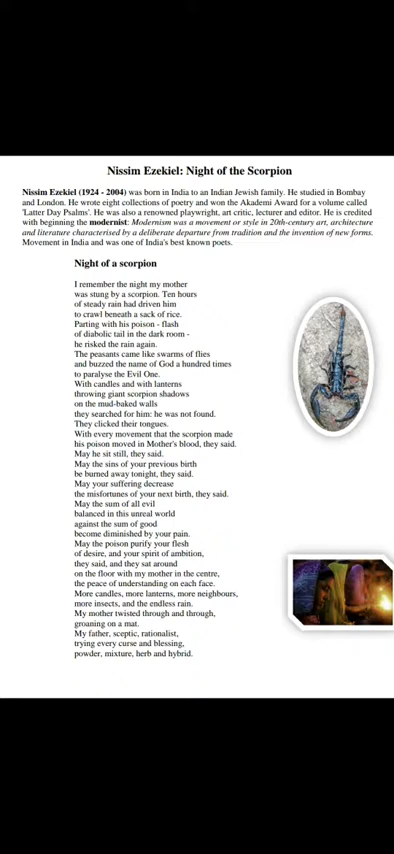 Nissim Ezekiel: Night of the Scorpion
Nissim Ezekiel (1924 - 2004) was born in India to an Indian Jewish family. He studied in Bombay
and London. He wrote eight collections of poetry and won the Akademi Award for a volume called
'Latter Day Psalms'. He was also a renowned playwright, art critic, lecturer and editor. He is credited
with beginning the modernist: Modernism was a movement or style in 20th-century art, architecture
and literature characterised by a deliberate departure from tradition and the invention of new forms.
Movement in India and was one of India's best known poets.
Night of a scorpion
I remember the night my mother
was stung by a scorpion. Ten hours
of steady rain had driven him
to crawl beneath a sack of rice.
Parting with his poison - flash
of diabolic tail in the dark room -
he risked the rain again.
The peasants came like swarms of flies
and buzzed the name of God a hundred times
to paralyse the Evil One.
With candles and with lanterns
throwing giant scorpion shadows
on the mud-baked walls
they searched for him: he was not found.
They clicked their tongues.
With every movement that the scorpion made
his poison moved in Mother's blood, they said.
May he sit still, they said.
May the sins of your previous birth
be burned away tonight, they said.
May your suffering decrease
the misfortunes of your next birth, they said.
May the sum of all evil
balanced in this unreal world
against the sum of good
become diminished by your pain.
May the poison purify your flesh
of desire, and your spirit of ambition,
they said, and they sat around
on the floor with my mother in the centre,
the peace of understanding on each face.
More candles, more lanterns, more neighbours,
more insects, and the endless rain.
My mother twisted through and through,
groaning on a mat.
My father, sceptic, rationalist,
trying every curse and blessing,
powder, mixture, herb and hybrid.